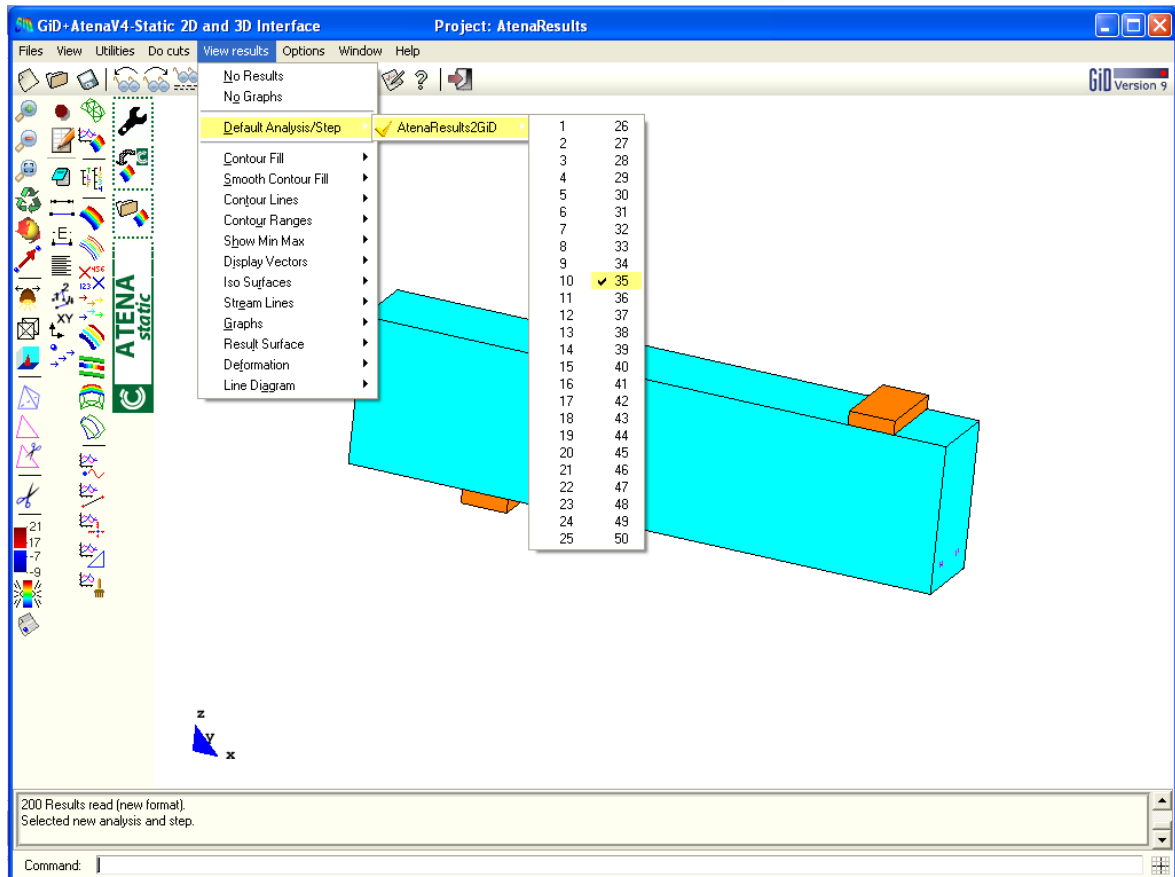 GiD+AtenaV4-Static 2D and 3D Interface Project: AtenaResults
Files View Utilities Do cuts View results Options Window Help
GiD Version 9
No Results
No Graphs
Default Analysis/Step
Contour Fill
Smooth Contour Fill
Contour Lines
Contour Ranges
Show Min Max
Display Vectors
Iso Surfaces
Stream Lines
Graphs
Result Surface
Deformation
Line Diagram
AtenaResults2GiD
1 26
2 27
3 28
4 29
5 30
6 31
7 32
8 33
9 34
10 35
11 36
12 37
13 38
14 39
15 40
16 41
17 42
18 43
19 44
20 45
21 46
22 47
23 48
24 49
25 50
ATENA
static
E
456
123
XY
21
17
-7
-9
z
y
x
200 Results read (new format).
Selected new analysis and step.
Command: